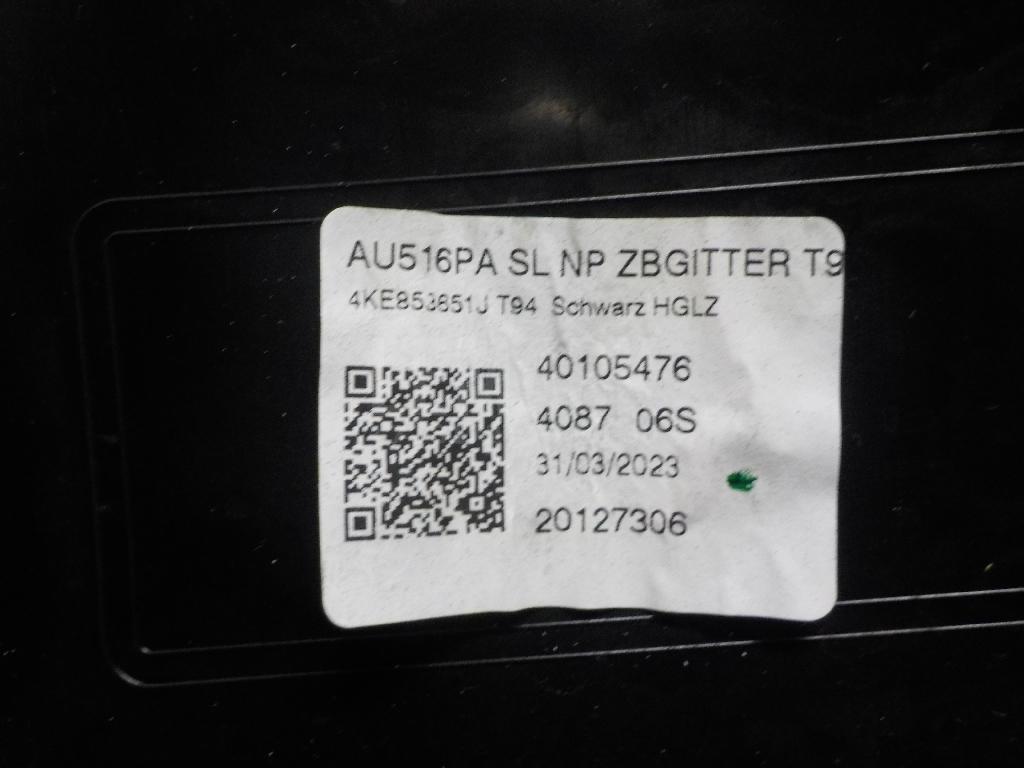 AU516PA SL NP ZBGITTER T9
4KE853651J T94 Schwarz HGLZ
40105476
4087 06S
31/03/2023
20127306